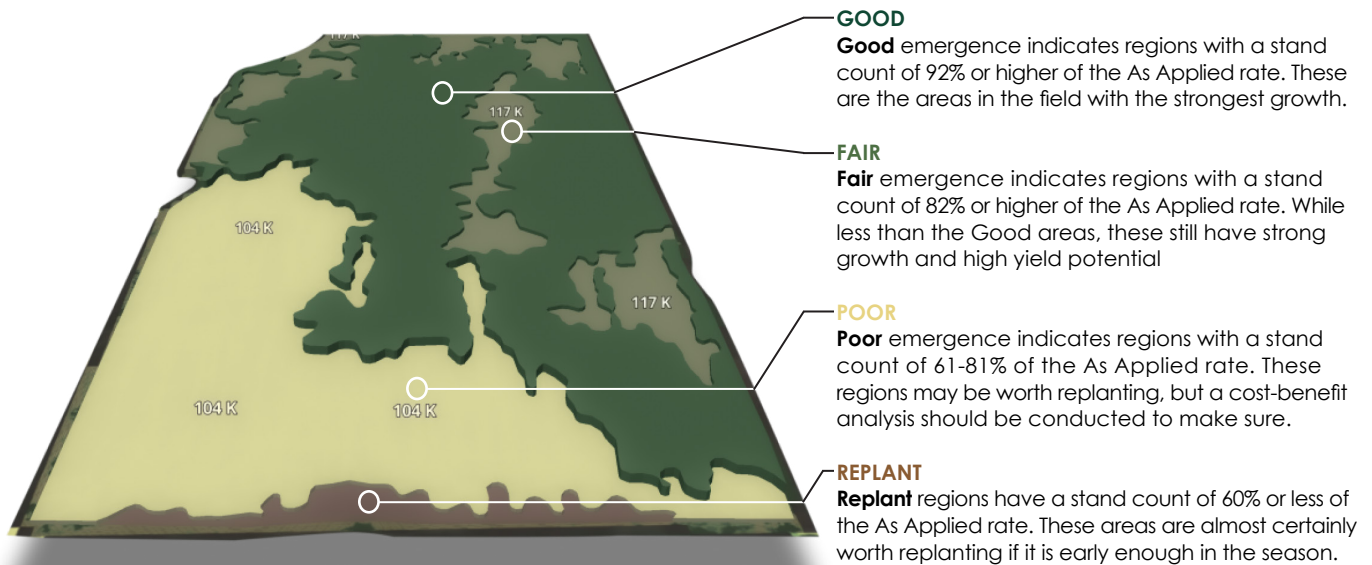 117 K
GOOD
Good emergence indicates regions with a stand
count of 92% or higher of the As Applied rate. These
are the areas in the field with the strongest growth.
117 K
FAIR
Fair emergence indicates regions with a stand
count of 82% or higher of the As Applied rate. While
less than the Good areas, these still have strong
growth and high yield potential
104 K
117 K
POOR
Poor emergence indicates regions with a stand
count of 61-81% of the As Applied rate. These
regions may be worth replanting, but a cost-benefit
analysis should be conducted to make sure.
104 K
104 K
REPLANT
Replant regions have a stand count of 60% or less of
the As Applied rate. These areas are almost certainly
worth replanting if it is early enough in the season.